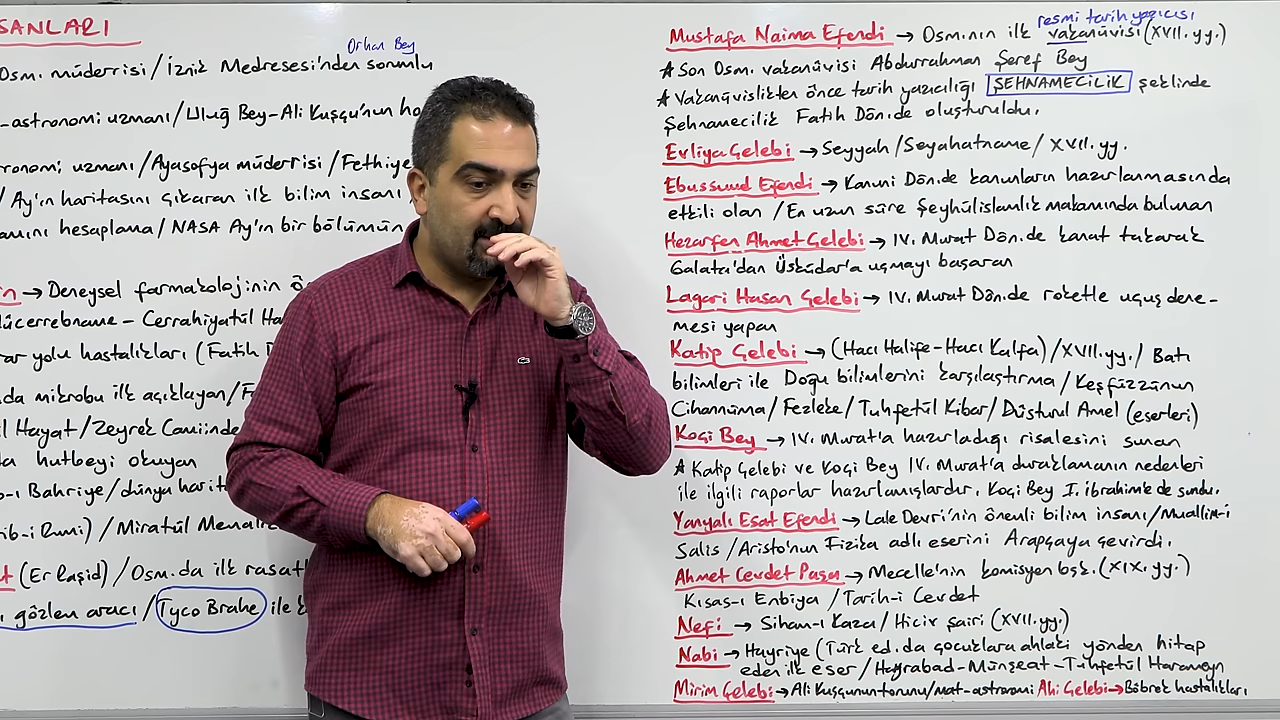 SANLARI
Orhan Bey
Osm. müderrisi / İznik Medresesi'nden sorumlu
-astronomi uzmanı / Uluğ Bey - Ali Kuşçu'nun
ronomi uzmanı / Ayasofya müderrisi / Fethiye
/ Ay'ın haritasını çıkaran ilk bilim insanı
hesaplama / NASA Ay'ın bir bölümün
in → Deneysel farmakolojinin
Mücerrebname - Cerrahiyatül
yolu hastalıkları (Fatih
da mikrobu ilk açıklayan /
Hayat / Zeyrek Camiinde
hutbeyi okuyan
-ı Bahriye / dünya
ib-i Rumi) / Miratül
(Er Raşid) / Osm. da ilk
gözlem aracı / Tyco Brahe ile
resmi tarih yazıcısı
Mustafa Naima Efendi → Osm.nın ilk vakanüvisi (XVII. yy.)
★ Son Osm. vakanüvisi Abdurrahman Şeref Bey
★ Vakanüvislikten önce tarih yazıcılığı ŞEHNAMECİLİK şeklinde
Şehnamecilik Fatih Dön.de oluşturuldu.
Evliya Çelebi → Seyyah / Seyahatname / XVII. yy.
Ebussuud Efendi → Kanuni Dön.de kanunların hazırlanmasında
etkili olan / En uzun süre Şeyhülislamlık makamında bulunan
Hezarfen Ahmet Çelebi → IV. Murat Dön.de kanat takarak
Galata'dan Üsküdar'a uçmayı başaran
Lagari Hasan Çelebi → IV. Murat Dön.de roketle uçuş dene-
mesi yapan
Katip Çelebi → (Hacı Halife - Hacı Kalfa) / XVII. yy. / Batı
bilimleri ile Doğu bilimlerini karşılaştırma / Keşfüzzünun
Cihannüma / Fezleke / Tuhfetül Kibar / Düsturul Amel (eserleri)
Koçi Bey → IV. Murat'a hazırladığı risalesini sunan
★ Katip Çelebi ve Koçi Bey IV. Murat'a duraklamanın nedenleri
ile ilgili raporlar hazırlamışlardır. Koçi Bey I. İbrahim'e de sundu.
Yanyalı Esat Efendi → Lale Devri'nin önemli bilim insanı / Muallim-i
Salis / Aristo'nun Fizika adlı eserini Arapçaya çevirdi.
Ahmet Cevdet Paşa → Mecelle'nin komisyon bşk. (XIX. yy.)
Kısas-ı Enbiya / Tarih-i Cevdet
Nefi → Siham-ı Kaza / Hiciv şairi (XVII. yy.)
Nabi → Hayriye (Türk ed. da çocuklara ahlaki yönden hitap
eden ilk eser / Hayrabad - Münşeat - Tuhfetül Harameyn
Mirim Çelebi → Ali Kuşçunun torunu / mat-astronomi Ahi Çelebi → Böbrek hastalıkları